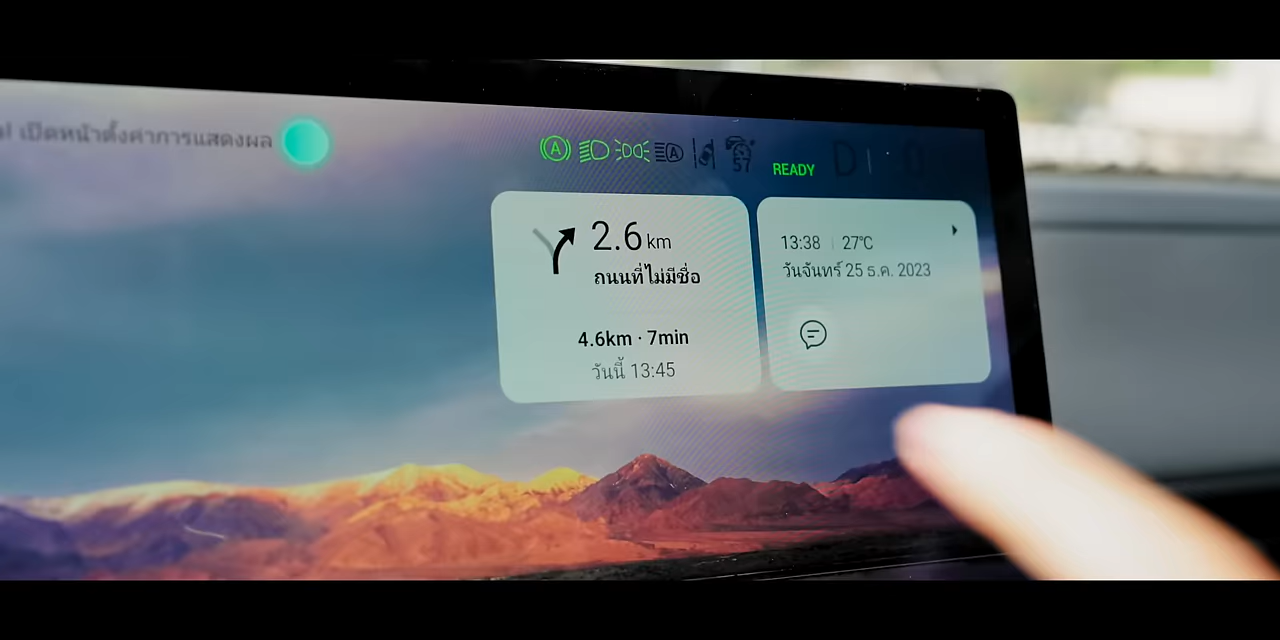 เปิดหน้าตั้งค่าการแสดงผล
A
A
57
READY
D
2.6 km
ถนนที่ไม่มีชื่อ
4.6km · 7min
วันนี้ 13:45
13:38 27°C
วันจันทร์ 25 ธ.ค. 2023